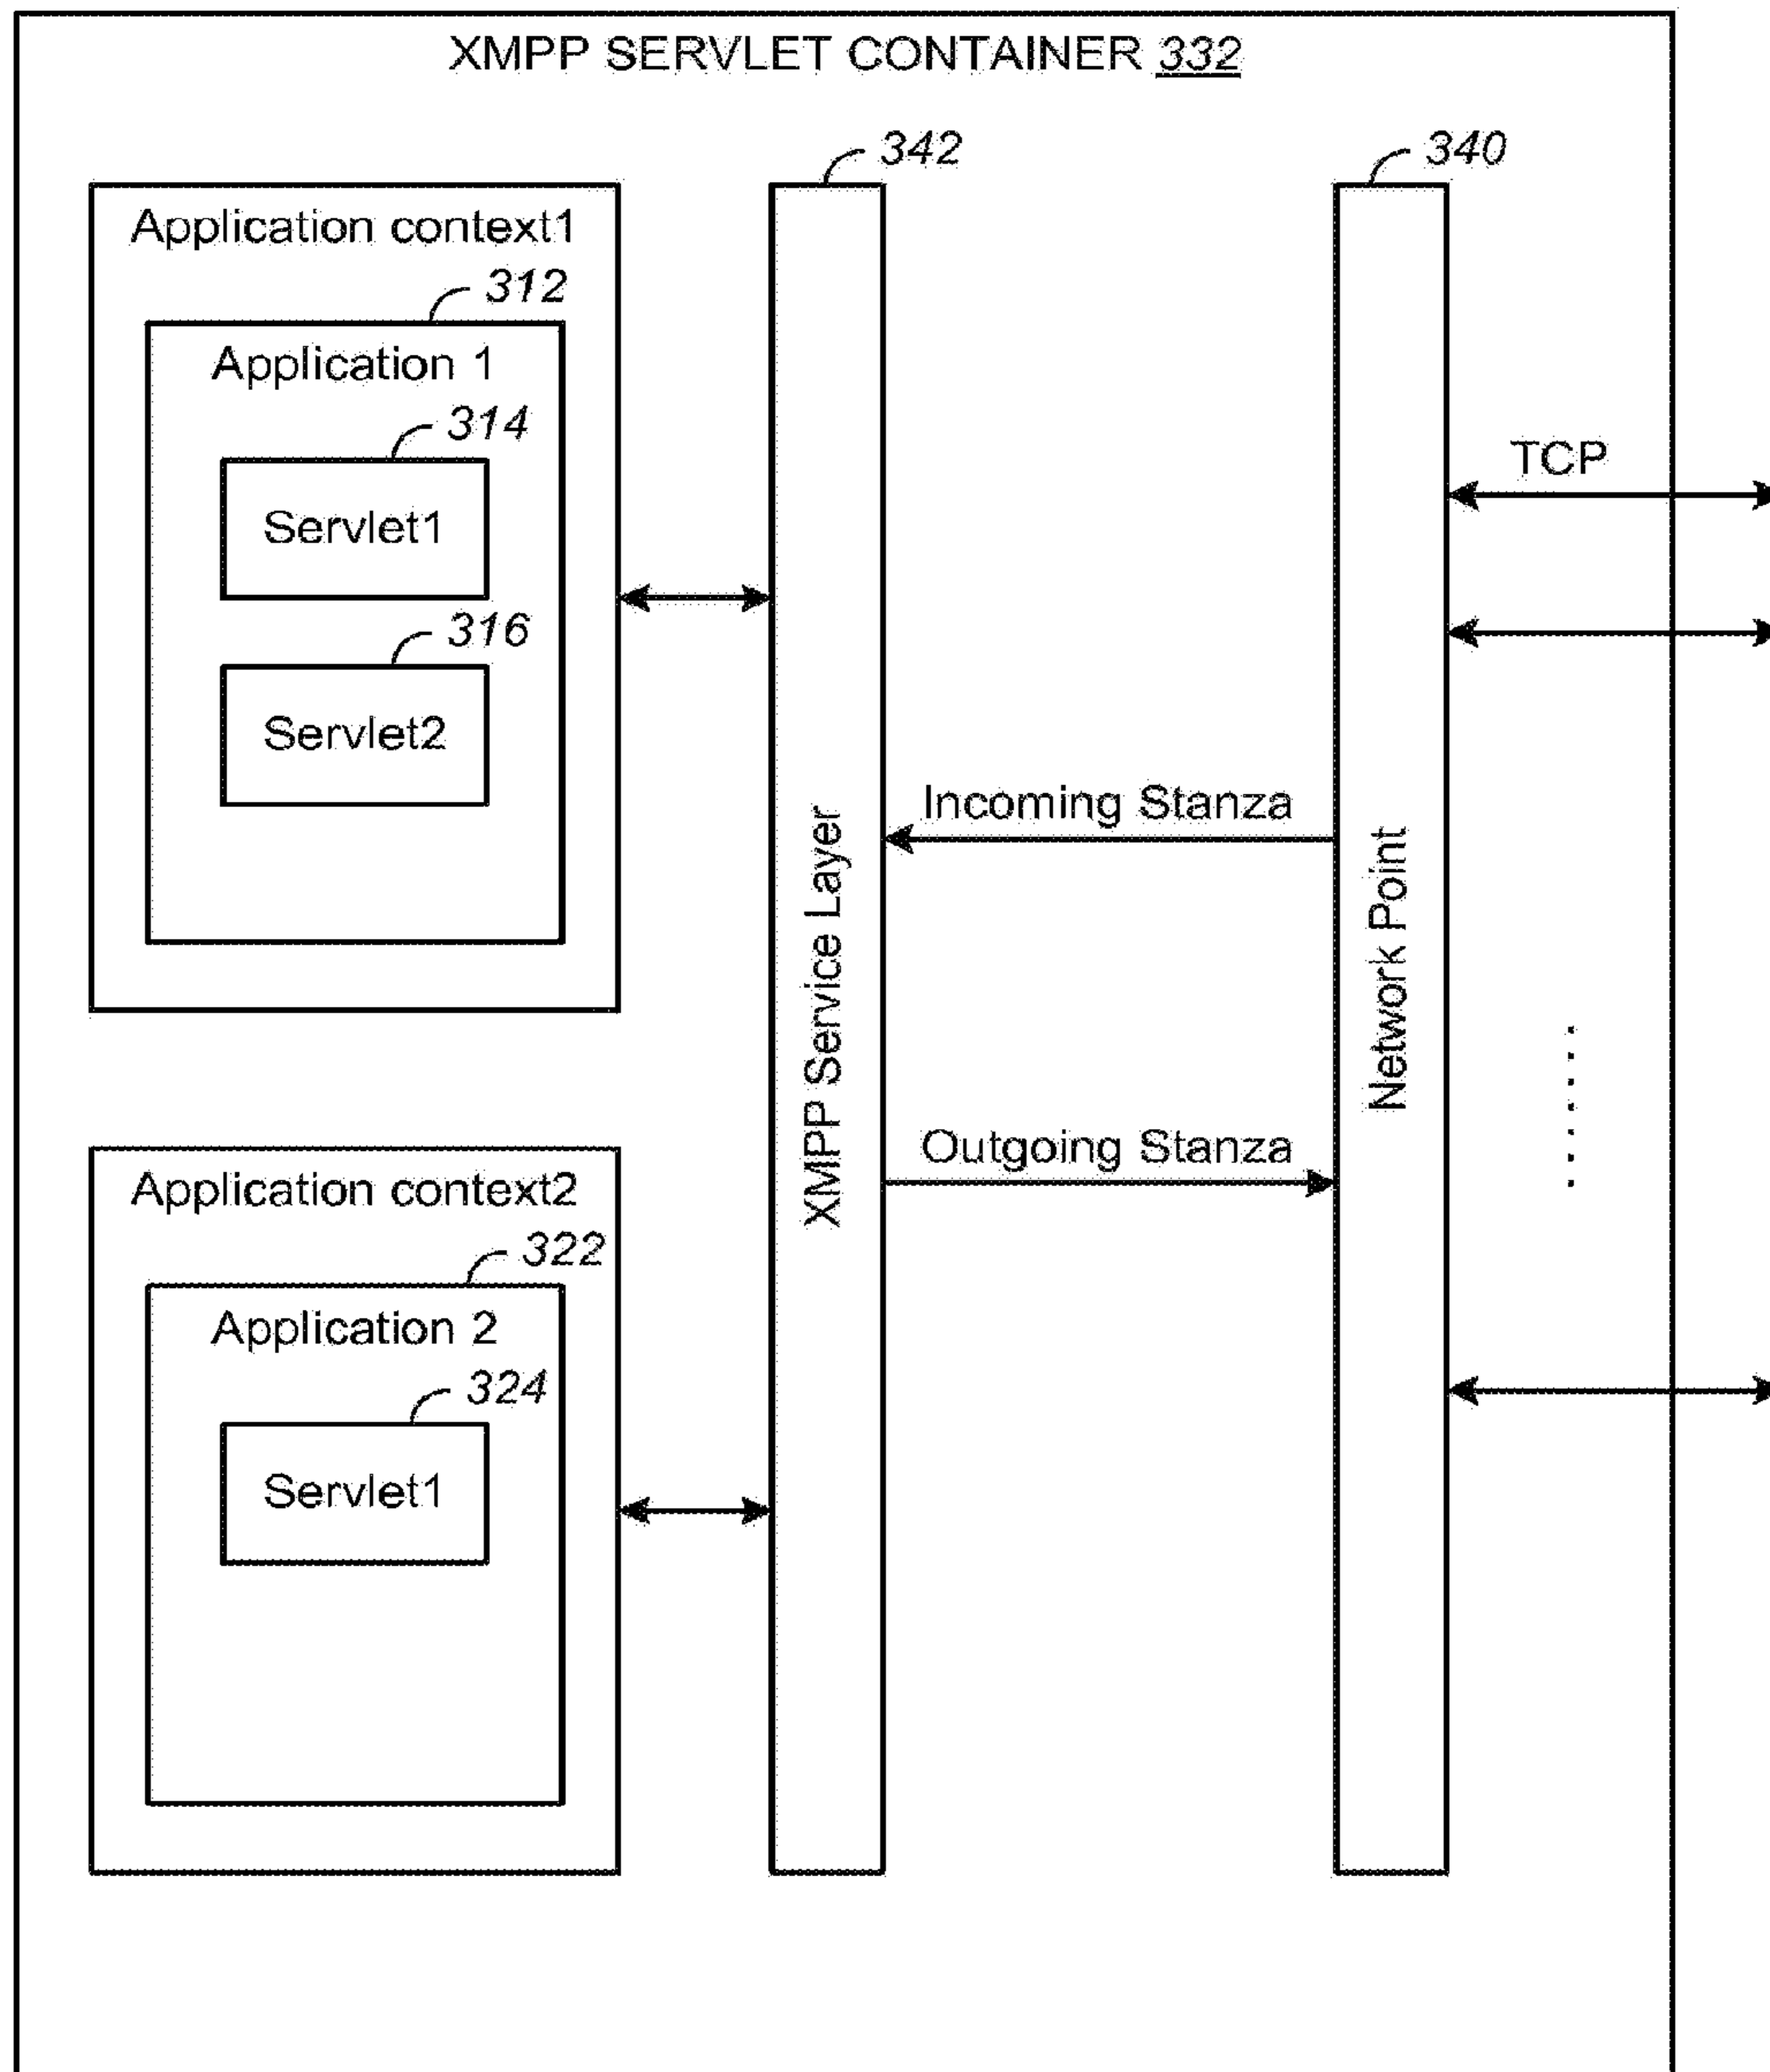 XMPP SERVLET CONTAINER 332
342
340
Application context1
312
Application 1
314
Servlet1
316
Servlet2
TCP
Incoming Stanza
XMPP Service Layer
Network Point
Outgoing Stanza
Application context2
322
Application 2
324
Servlet1